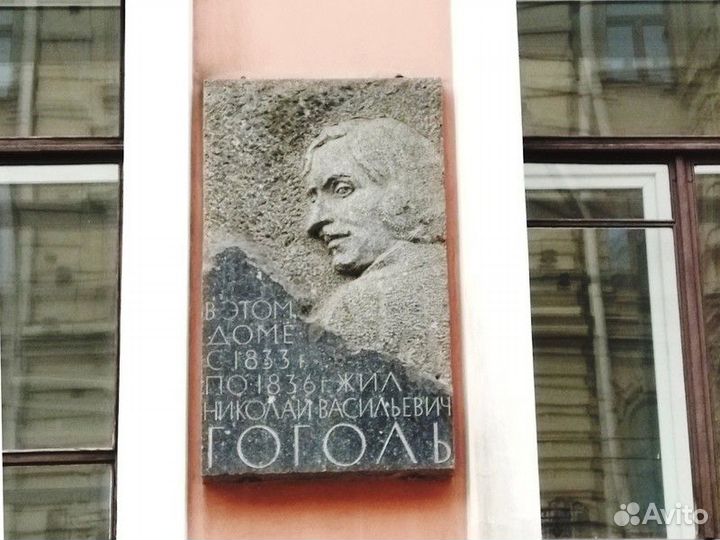 В ЭТОМ
ДОМЕ
С 1833 г.
ПО 1836 г. ЖИЛ
НИКОЛАЙ ВАСИЛЬЕВИЧ
ГОГОЛЬ
Avito